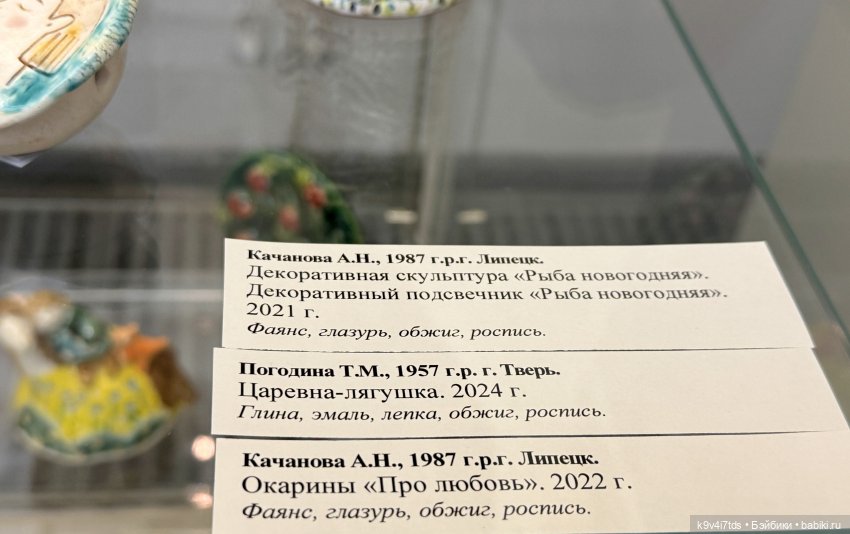 Качанова А.Н., 1987 г.р.г. Липецк.
Декоративная скульптура «Рыба новогодняя».
Декоративный подсвечник «Рыба новогодняя».
2021 г.
Фаянс, глазурь, обжиг, роспись.
Погодина Т.М., 1957 г.р. г. Тверь.
Царевна-лягушка. 2024 г.
Глина, эмаль, лепка, обжиг, роспись.
Качанова А.Н., 1987 г.р.г. Липецк.
Окарины «Про любовь». 2022 г.
Фаянс, глазурь, обжиг, роспись.
k9v4i7tds • Бэйбики • babiki.ru